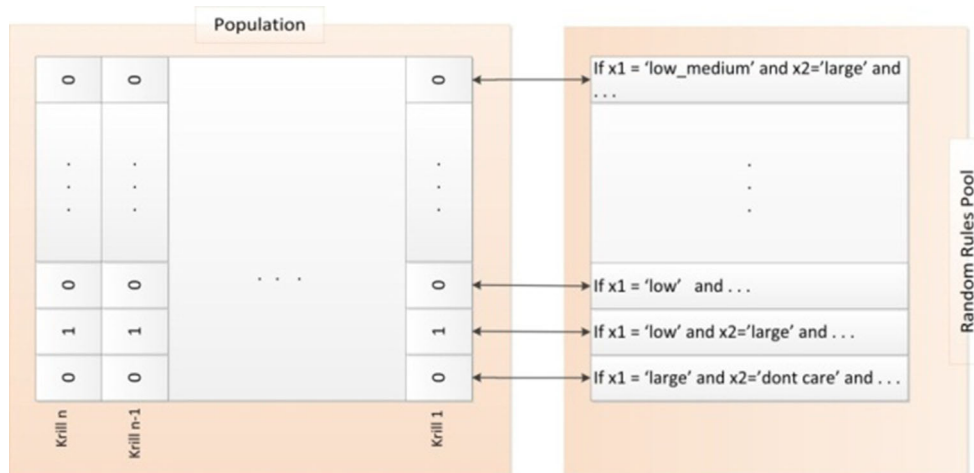 Population
0 0 0
. . .
. . .
. . .
0 0 . . . 0
1 1 1
0 0 0
Krill n Krill n-1 Krill 1
If x1 = 'low_medium' and x2='large' and
. . .
.
.
.
If x1 = 'low' and . . .
If x1 = 'low' and x2='large' and . . .
If x1 = 'large' and x2='dont care' and . . .
Random Rules Pool